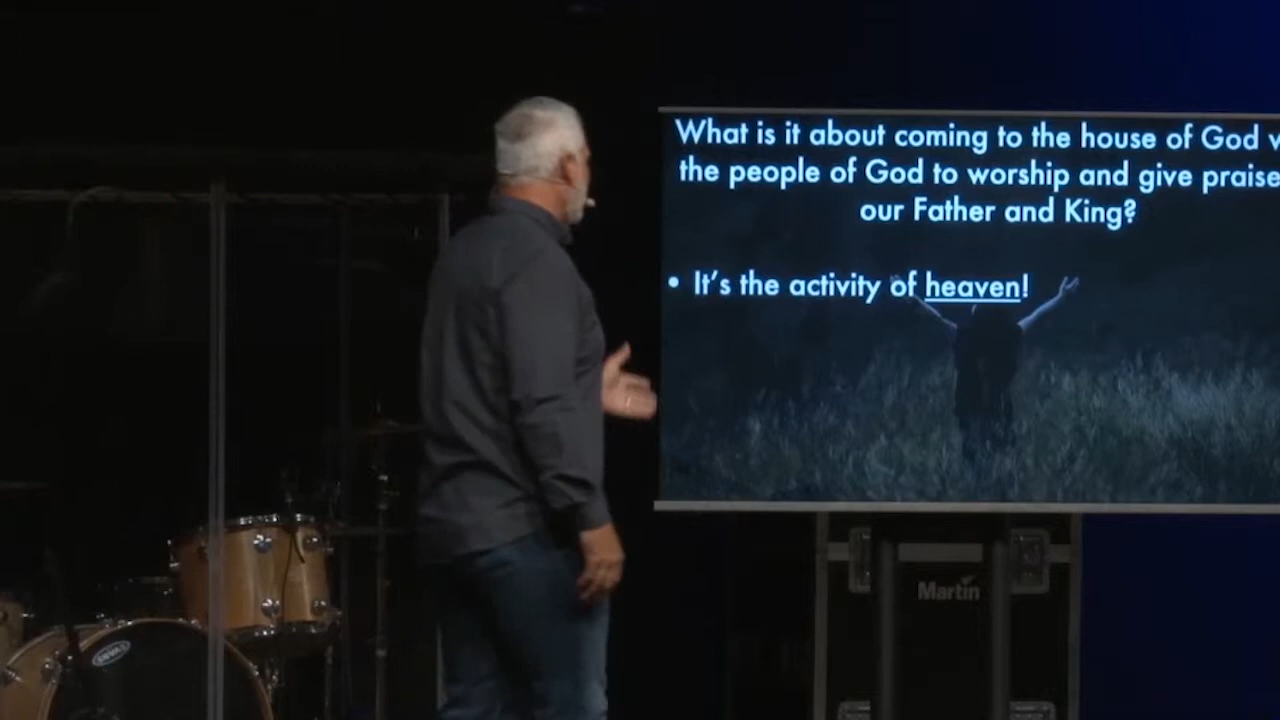 What is it about coming to the house of God
the people of God to worship and give praise
our Father and King?
• It's the activity of heaven!
Martin
EVANS